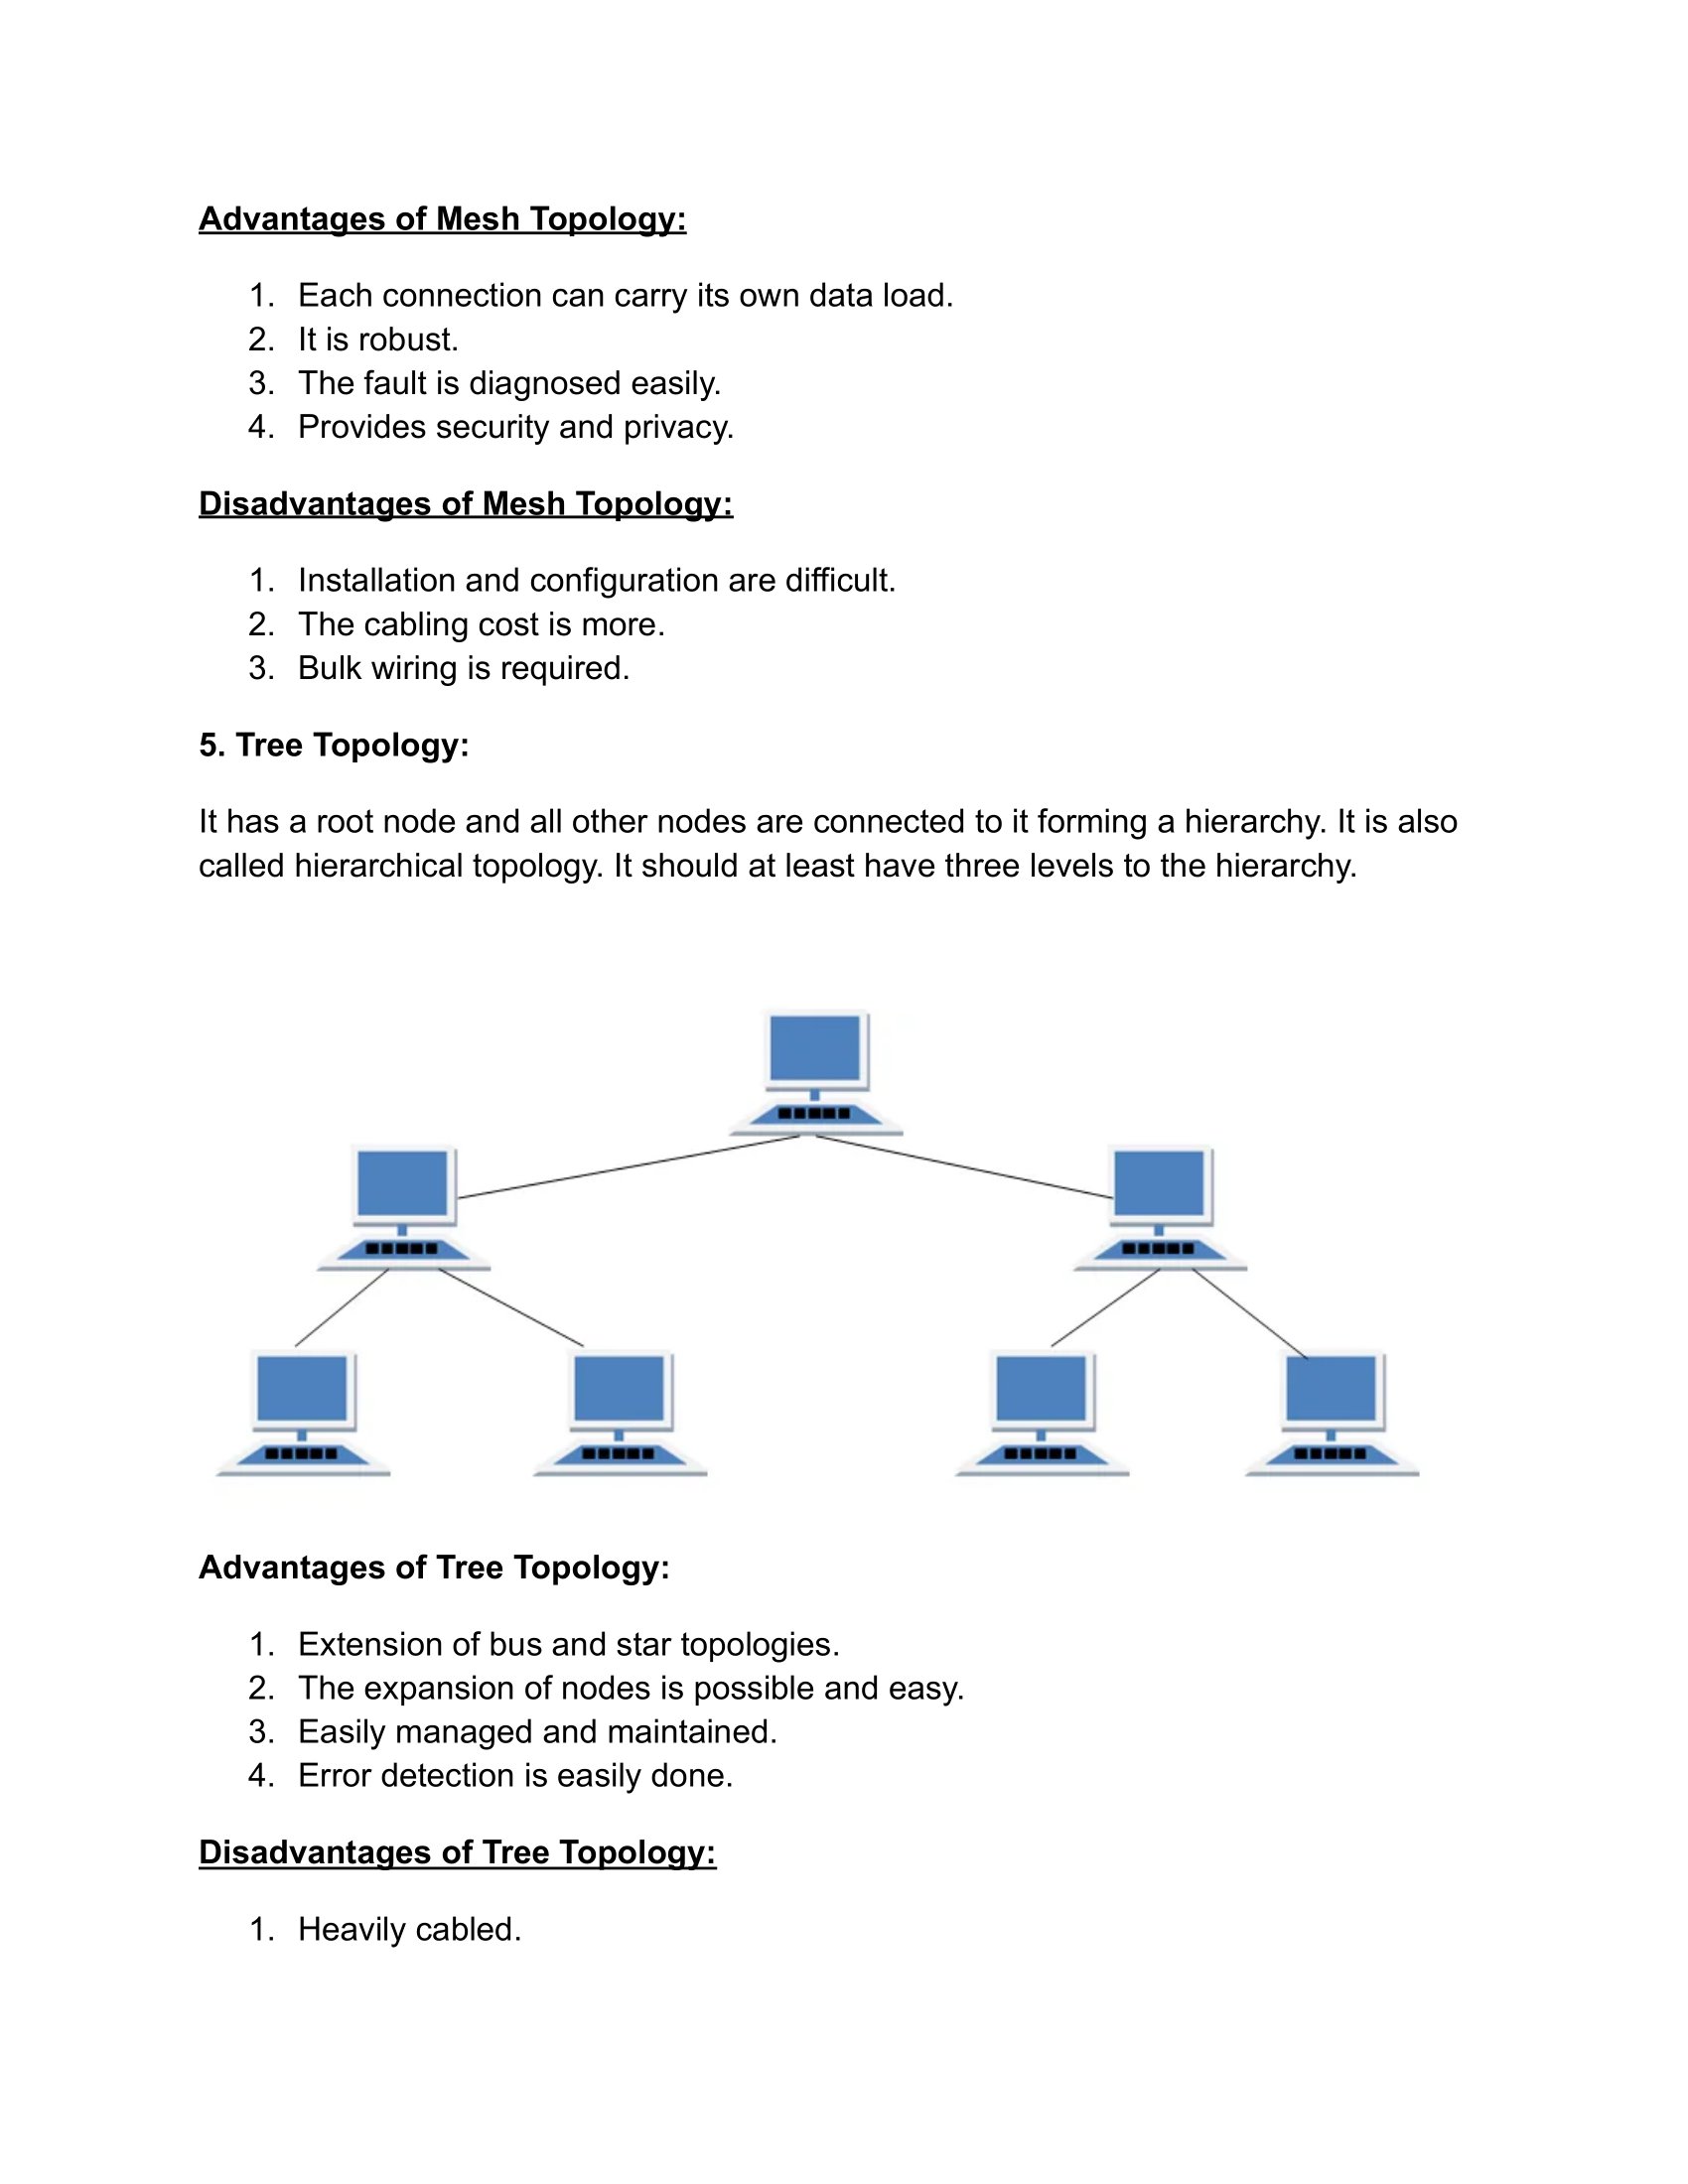 Advantages of Mesh Topology:
1. Each connection can carry its own data load.
2. It is robust.
3. The fault is diagnosed easily.
4. Provides security and privacy.
Disadvantages of Mesh Topology:
1. Installation and configuration are difficult.
2. The cabling cost is more.
3. Bulk wiring is required.
5. Tree Topology:
It has a root node and all other nodes are connected to it forming a hierarchy. It is also
called hierarchical topology. It should at least have three levels to the hierarchy.
Advantages of Tree Topology:
1. Extension of bus and star topologies.
2. The expansion of nodes is possible and easy.
3. Easily managed and maintained.
4. Error detection is easily done.
Disadvantages of Tree Topology:
1. Heavily cabled.